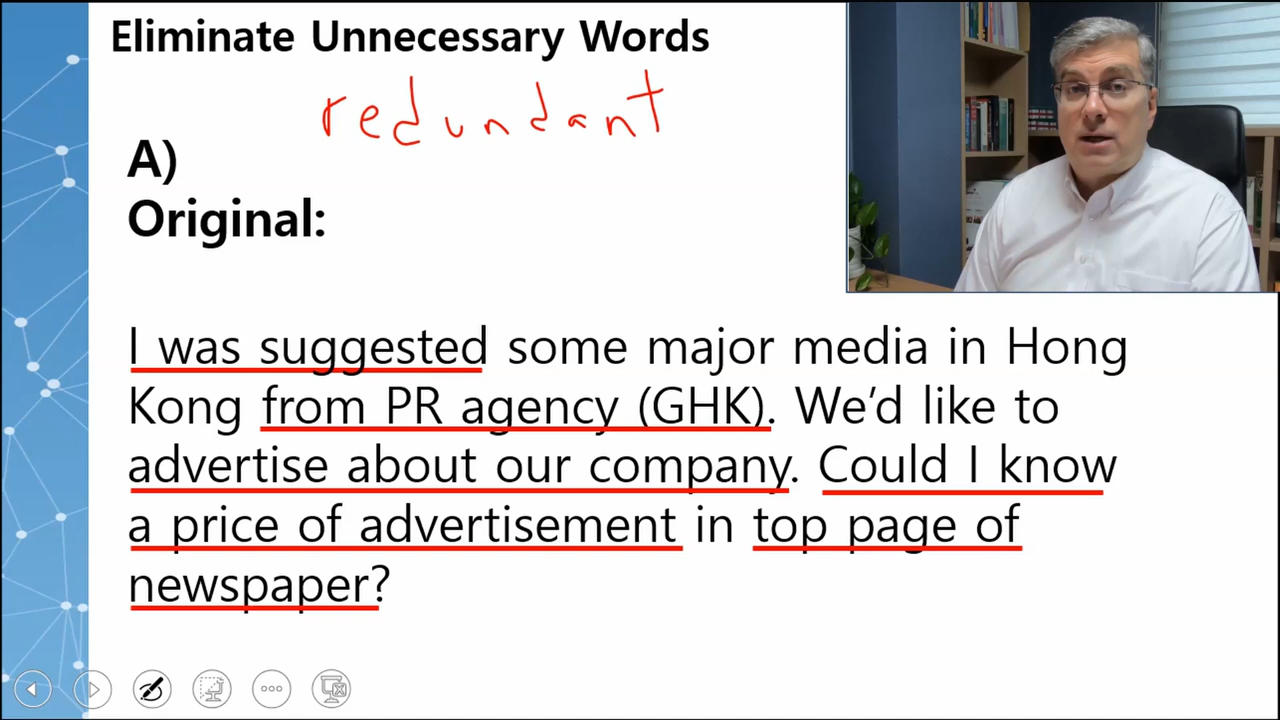 Eliminate Unnecessary Words
redundant
A)
Original:
I was suggested some major media in Hong
Kong from PR agency (GHK). We’d like to
advertise about our company. Could I know
a price of advertisement in top page of
newspaper?